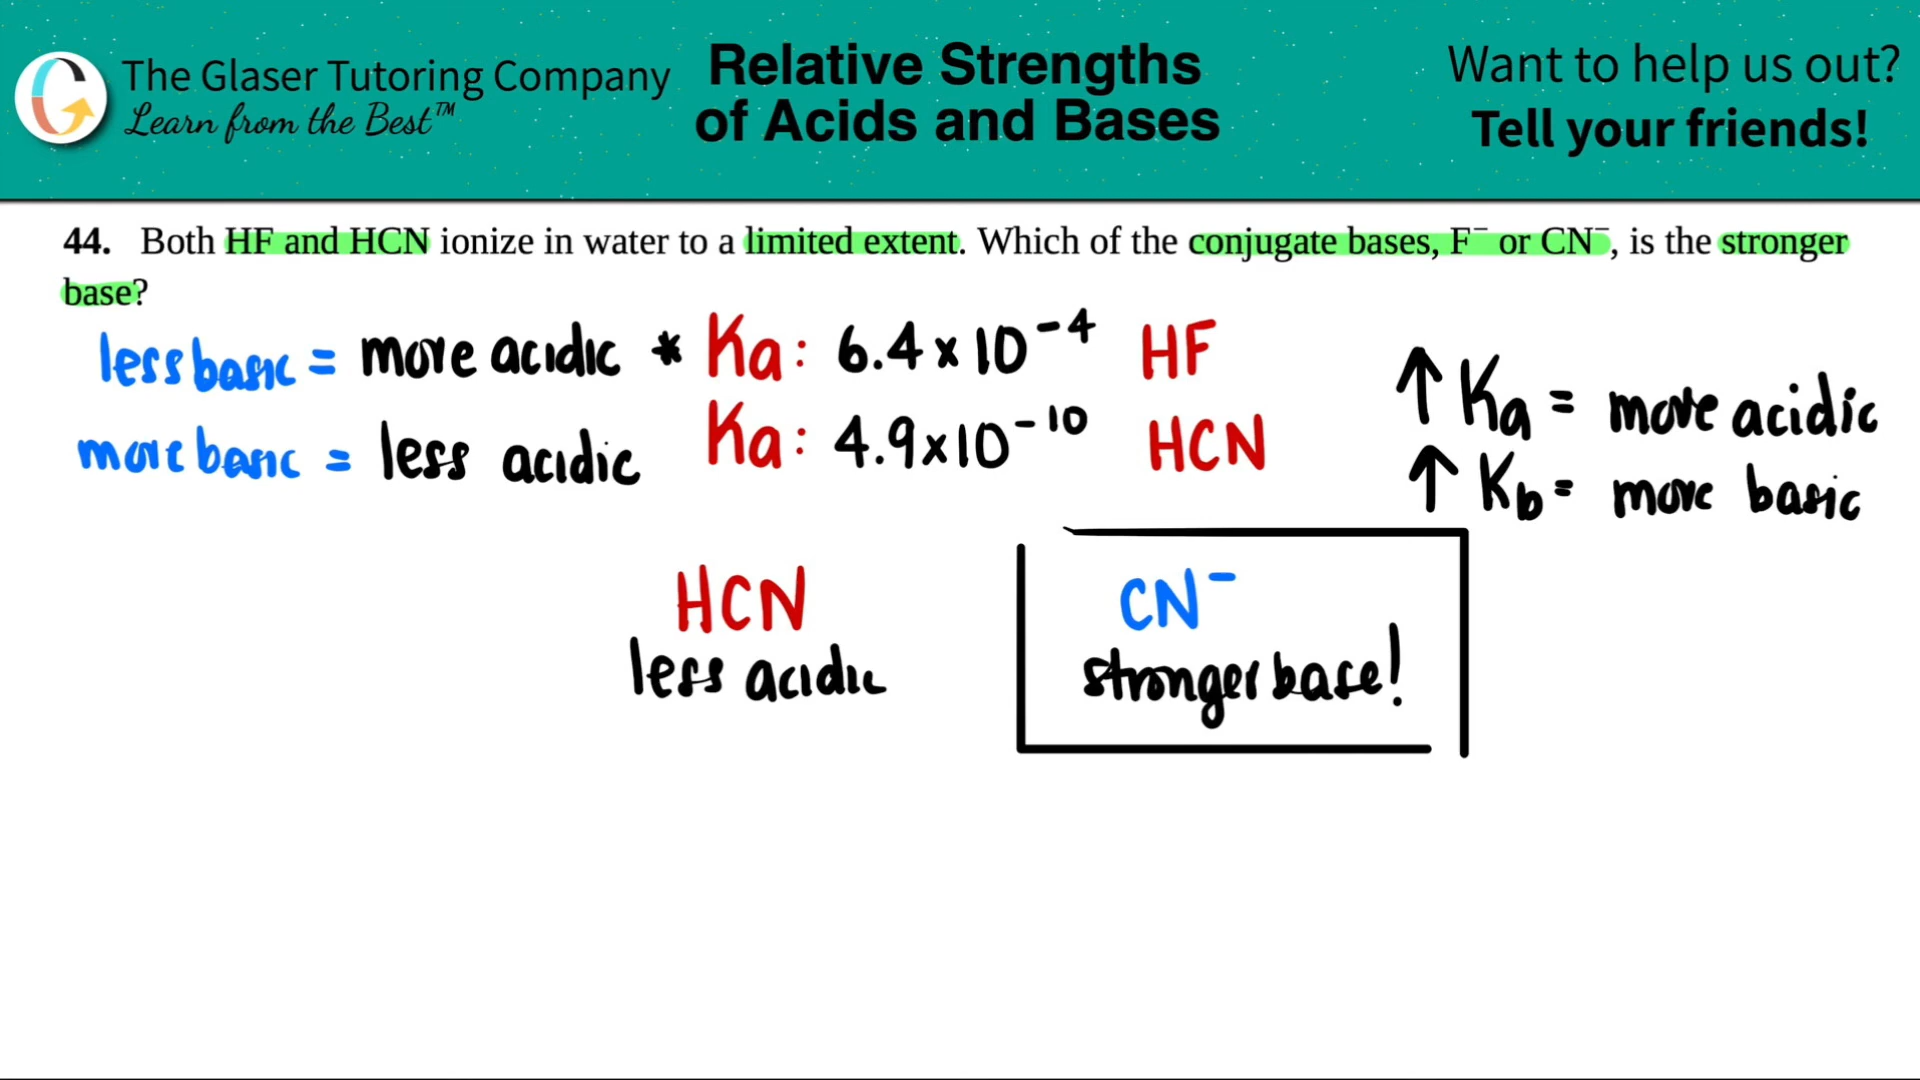 The Glaser Tutoring Company
Learn from the Best™
Relative Strengths
of Acids and Bases
Want to help us out?
Tell your friends!
44. Both HF and HCN ionize in water to a limited extent. Which of the conjugate bases, F⁻ or CN⁻, is the stronger
base?
less basic = more acidic * Ka: 6.4 x 10⁻⁴ HF
more basic = less acidic Ka: 4.9 x 10⁻¹⁰ HCN
↑ Ka = more acidic
↑ Kb = more basic
HCN
less acidic
CN⁻
stronger base!